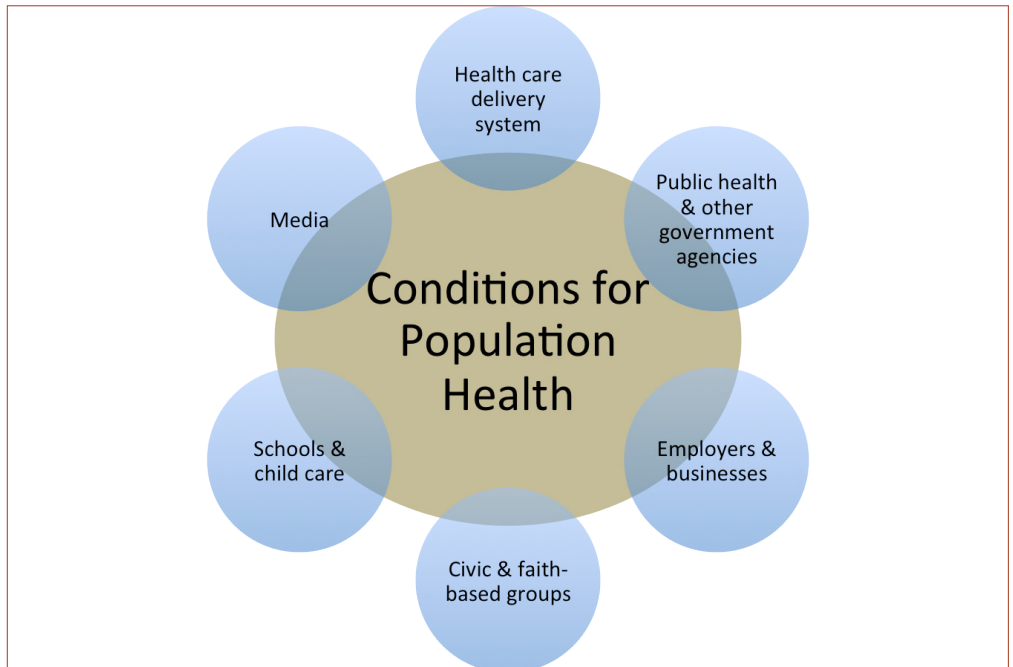 Health care
delivery
system
Public health
& other
government
agencies
Media
Conditions for
Population
Health
Schools &
child care
Employers &
businesses
Civic & faith-
based groups